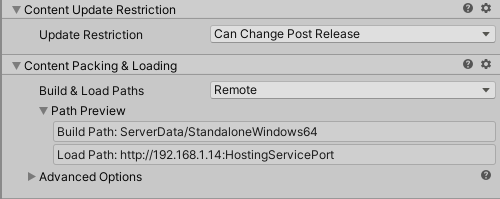 Content Update Restriction
Update Restriction Can Change Post Release
Content Packing & Loading
Build & Load Paths Remote
Path Preview
Build Path: ServerData/StandaloneWindows64
Load Path: http://192.168.1.14:HostingServicePort
Advanced Options